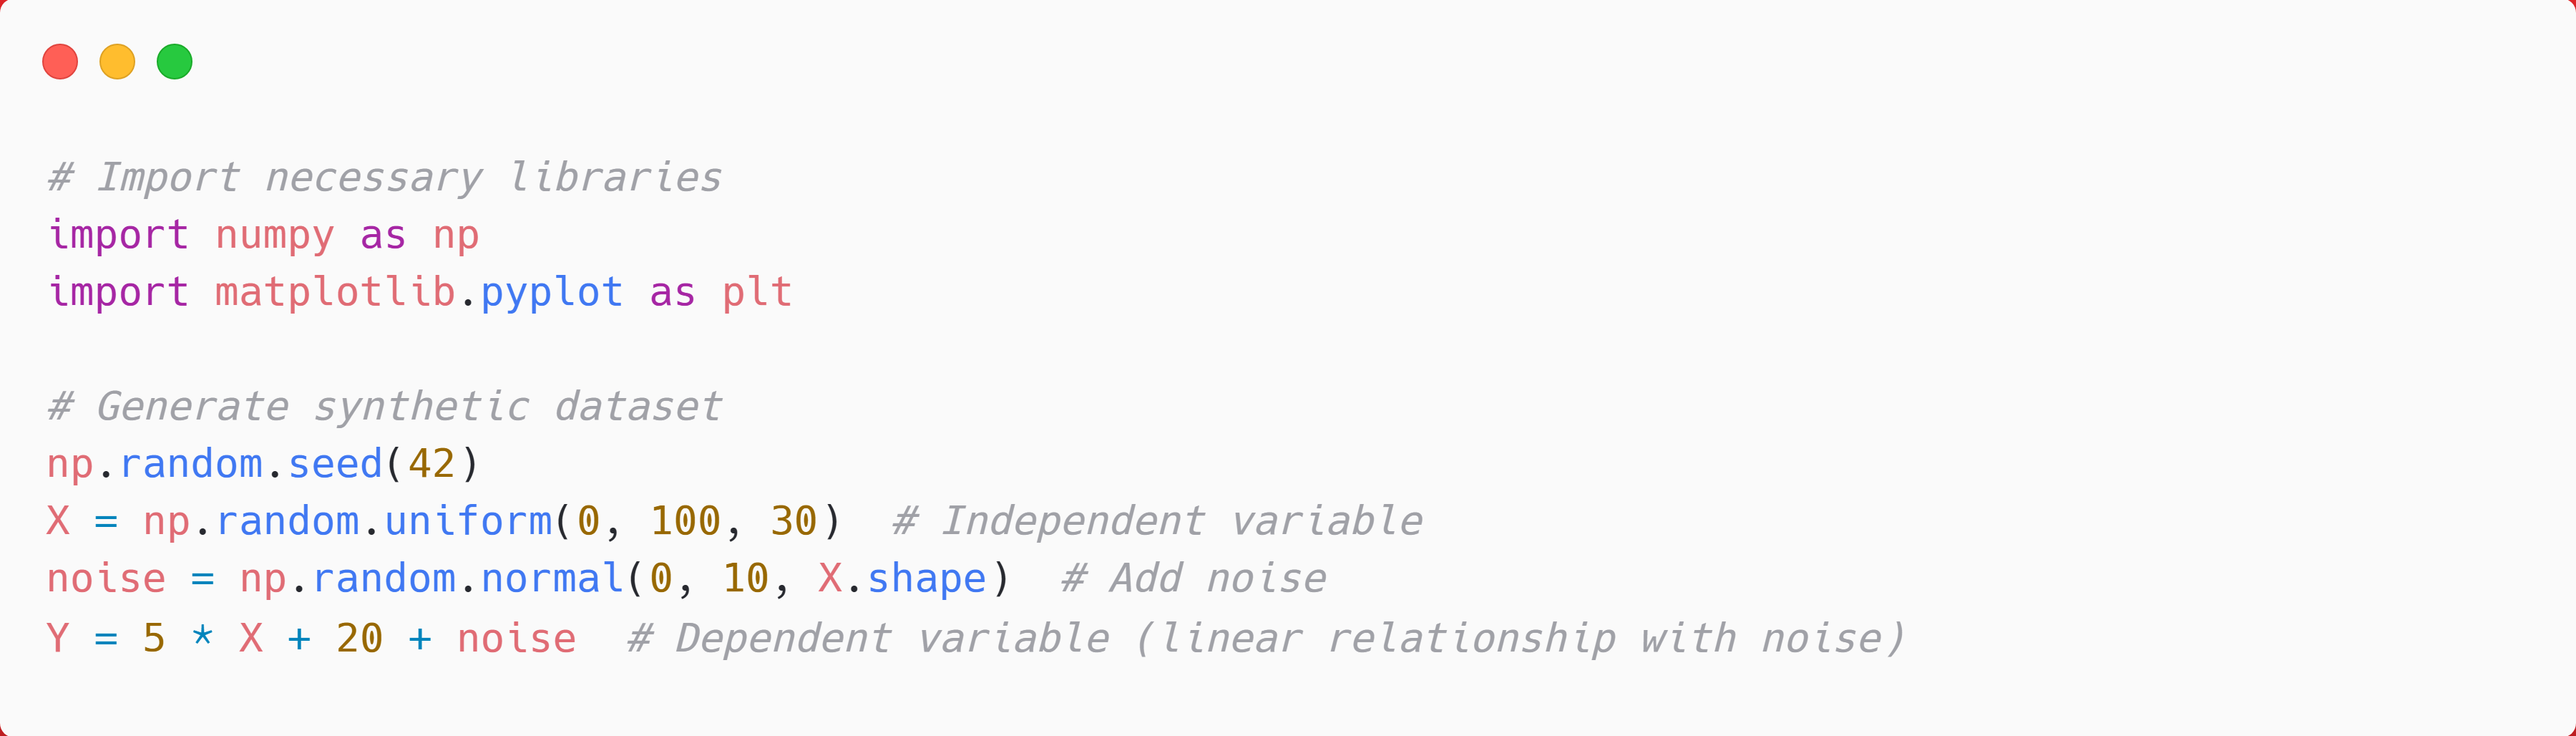 # Import necessary libraries
import numpy as np
import matplotlib.pyplot as plt
# Generate synthetic dataset
np.random.seed(42)
X = np.random.uniform(0, 100, 30)  # Independent variable
noise = np.random.normal(0, 10, X.shape)  # Add noise
Y = 5 * X + 20 + noise  # Dependent variable (linear relationship with noise)